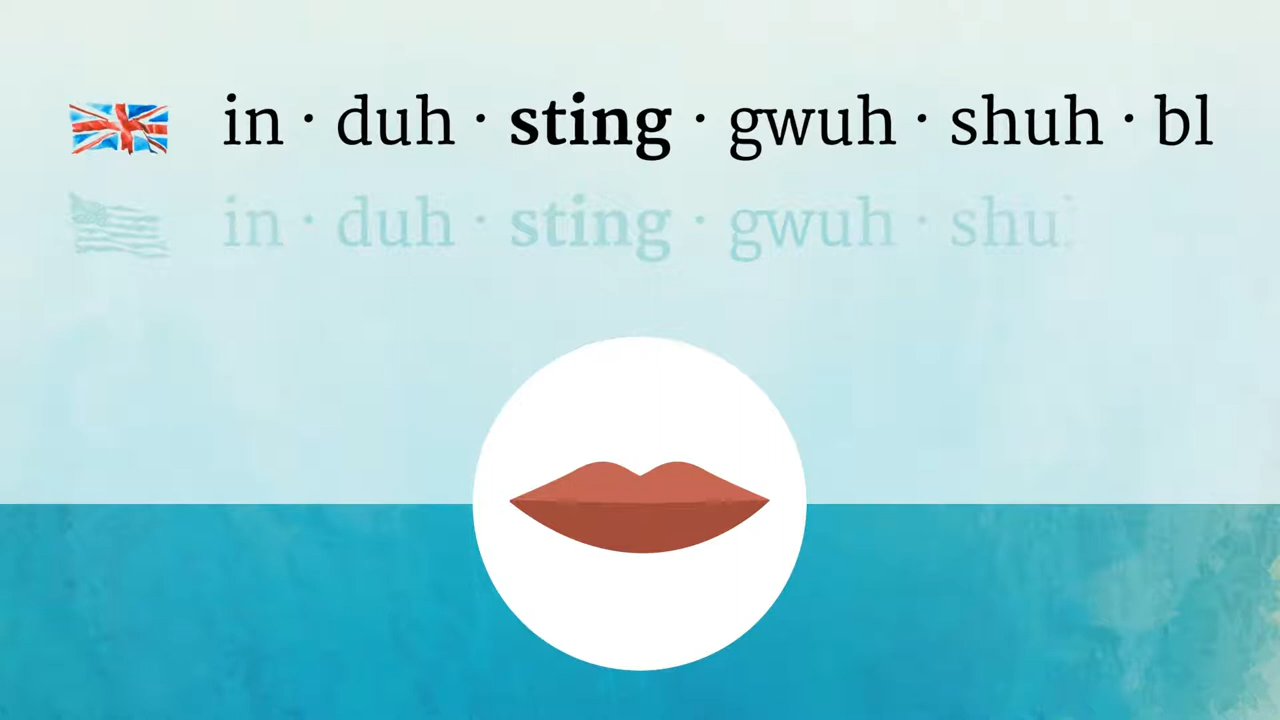 in · duh · sting · gwuh · shuh · bl
in · duh · sting · gwuh · shu